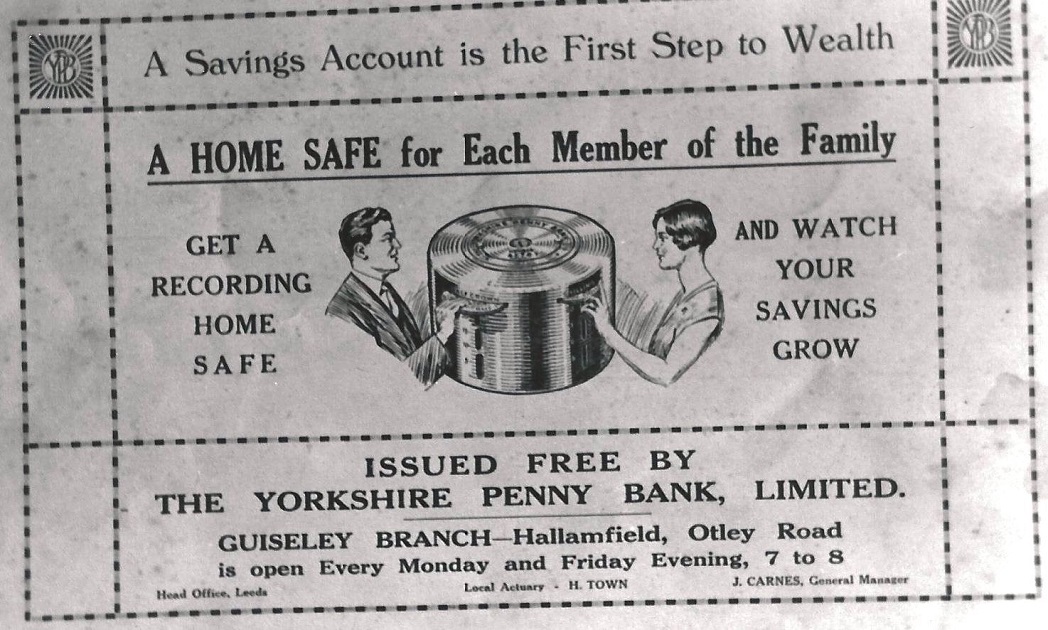 YPB
YPB
A Savings Account is the First Step to Wealth
A HOME SAFE for Each Member of the Family
GET A
RECORDING
HOME
SAFE
AND WATCH
YOUR
SAVINGS
GROW
ISSUED FREE BY
THE YORKSHIRE PENNY BANK, LIMITED.
GUISELEY BRANCH—Hallamfield, Otley Road
is open Every Monday and Friday Evening, 7 to 8
Head Office, Leeds
Local Actuary - H. TOWN
J. CARNES, General Manager